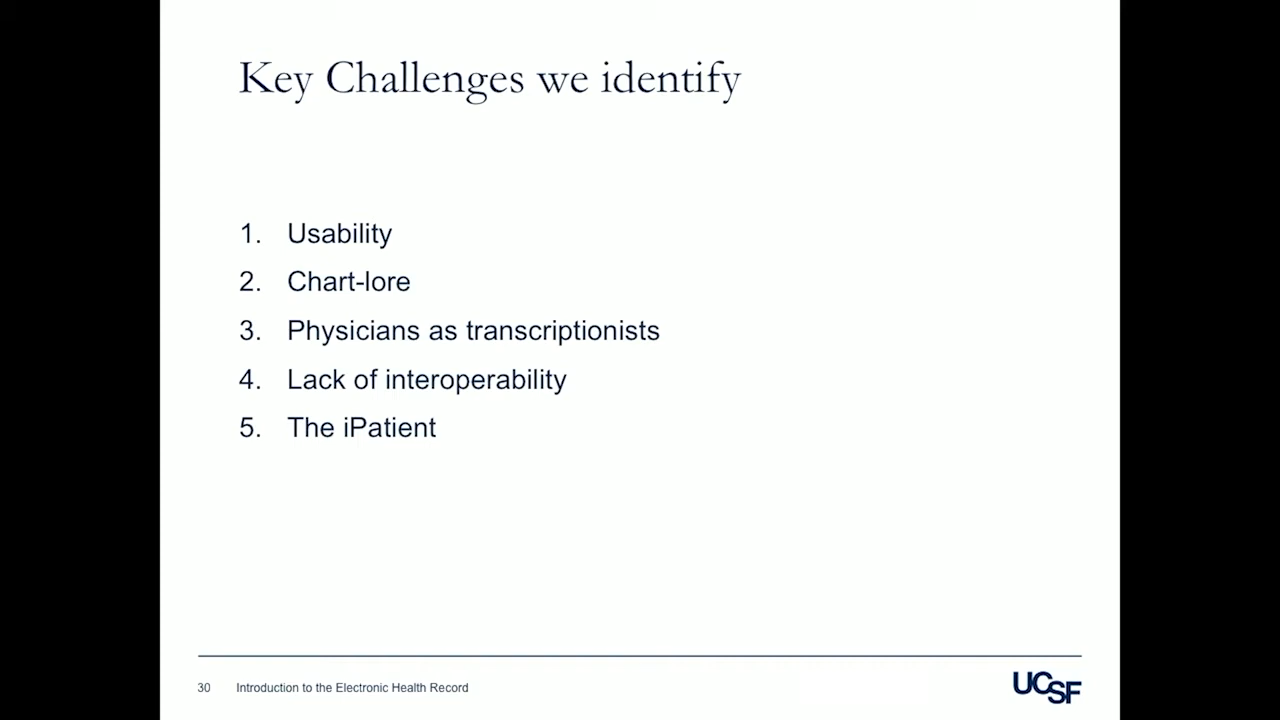 Key Challenges we identify
1. Usability
2. Chart-lore
3. Physicians as transcriptionists
4. Lack of interoperability
5. The iPatient
30 Introduction to the Electronic Health Record
UCSF